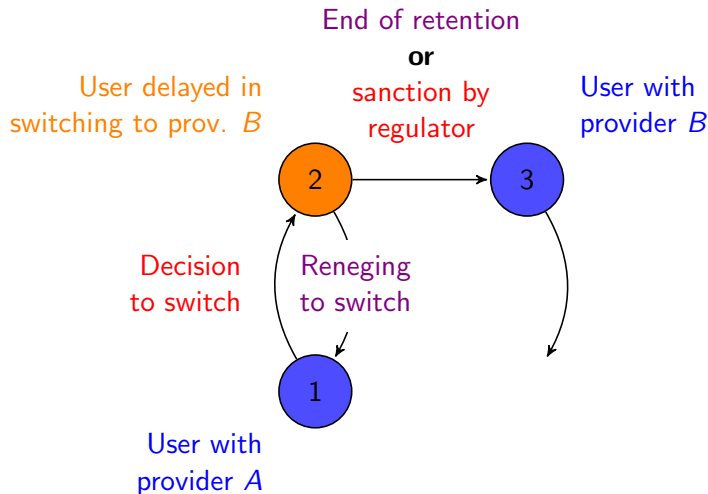 End of retention
or
sanction by
regulator
User delayed in
switching to prov. B
User with
provider B
2
3
Decision
to switch
Reneging
to switch
1
User with
provider A